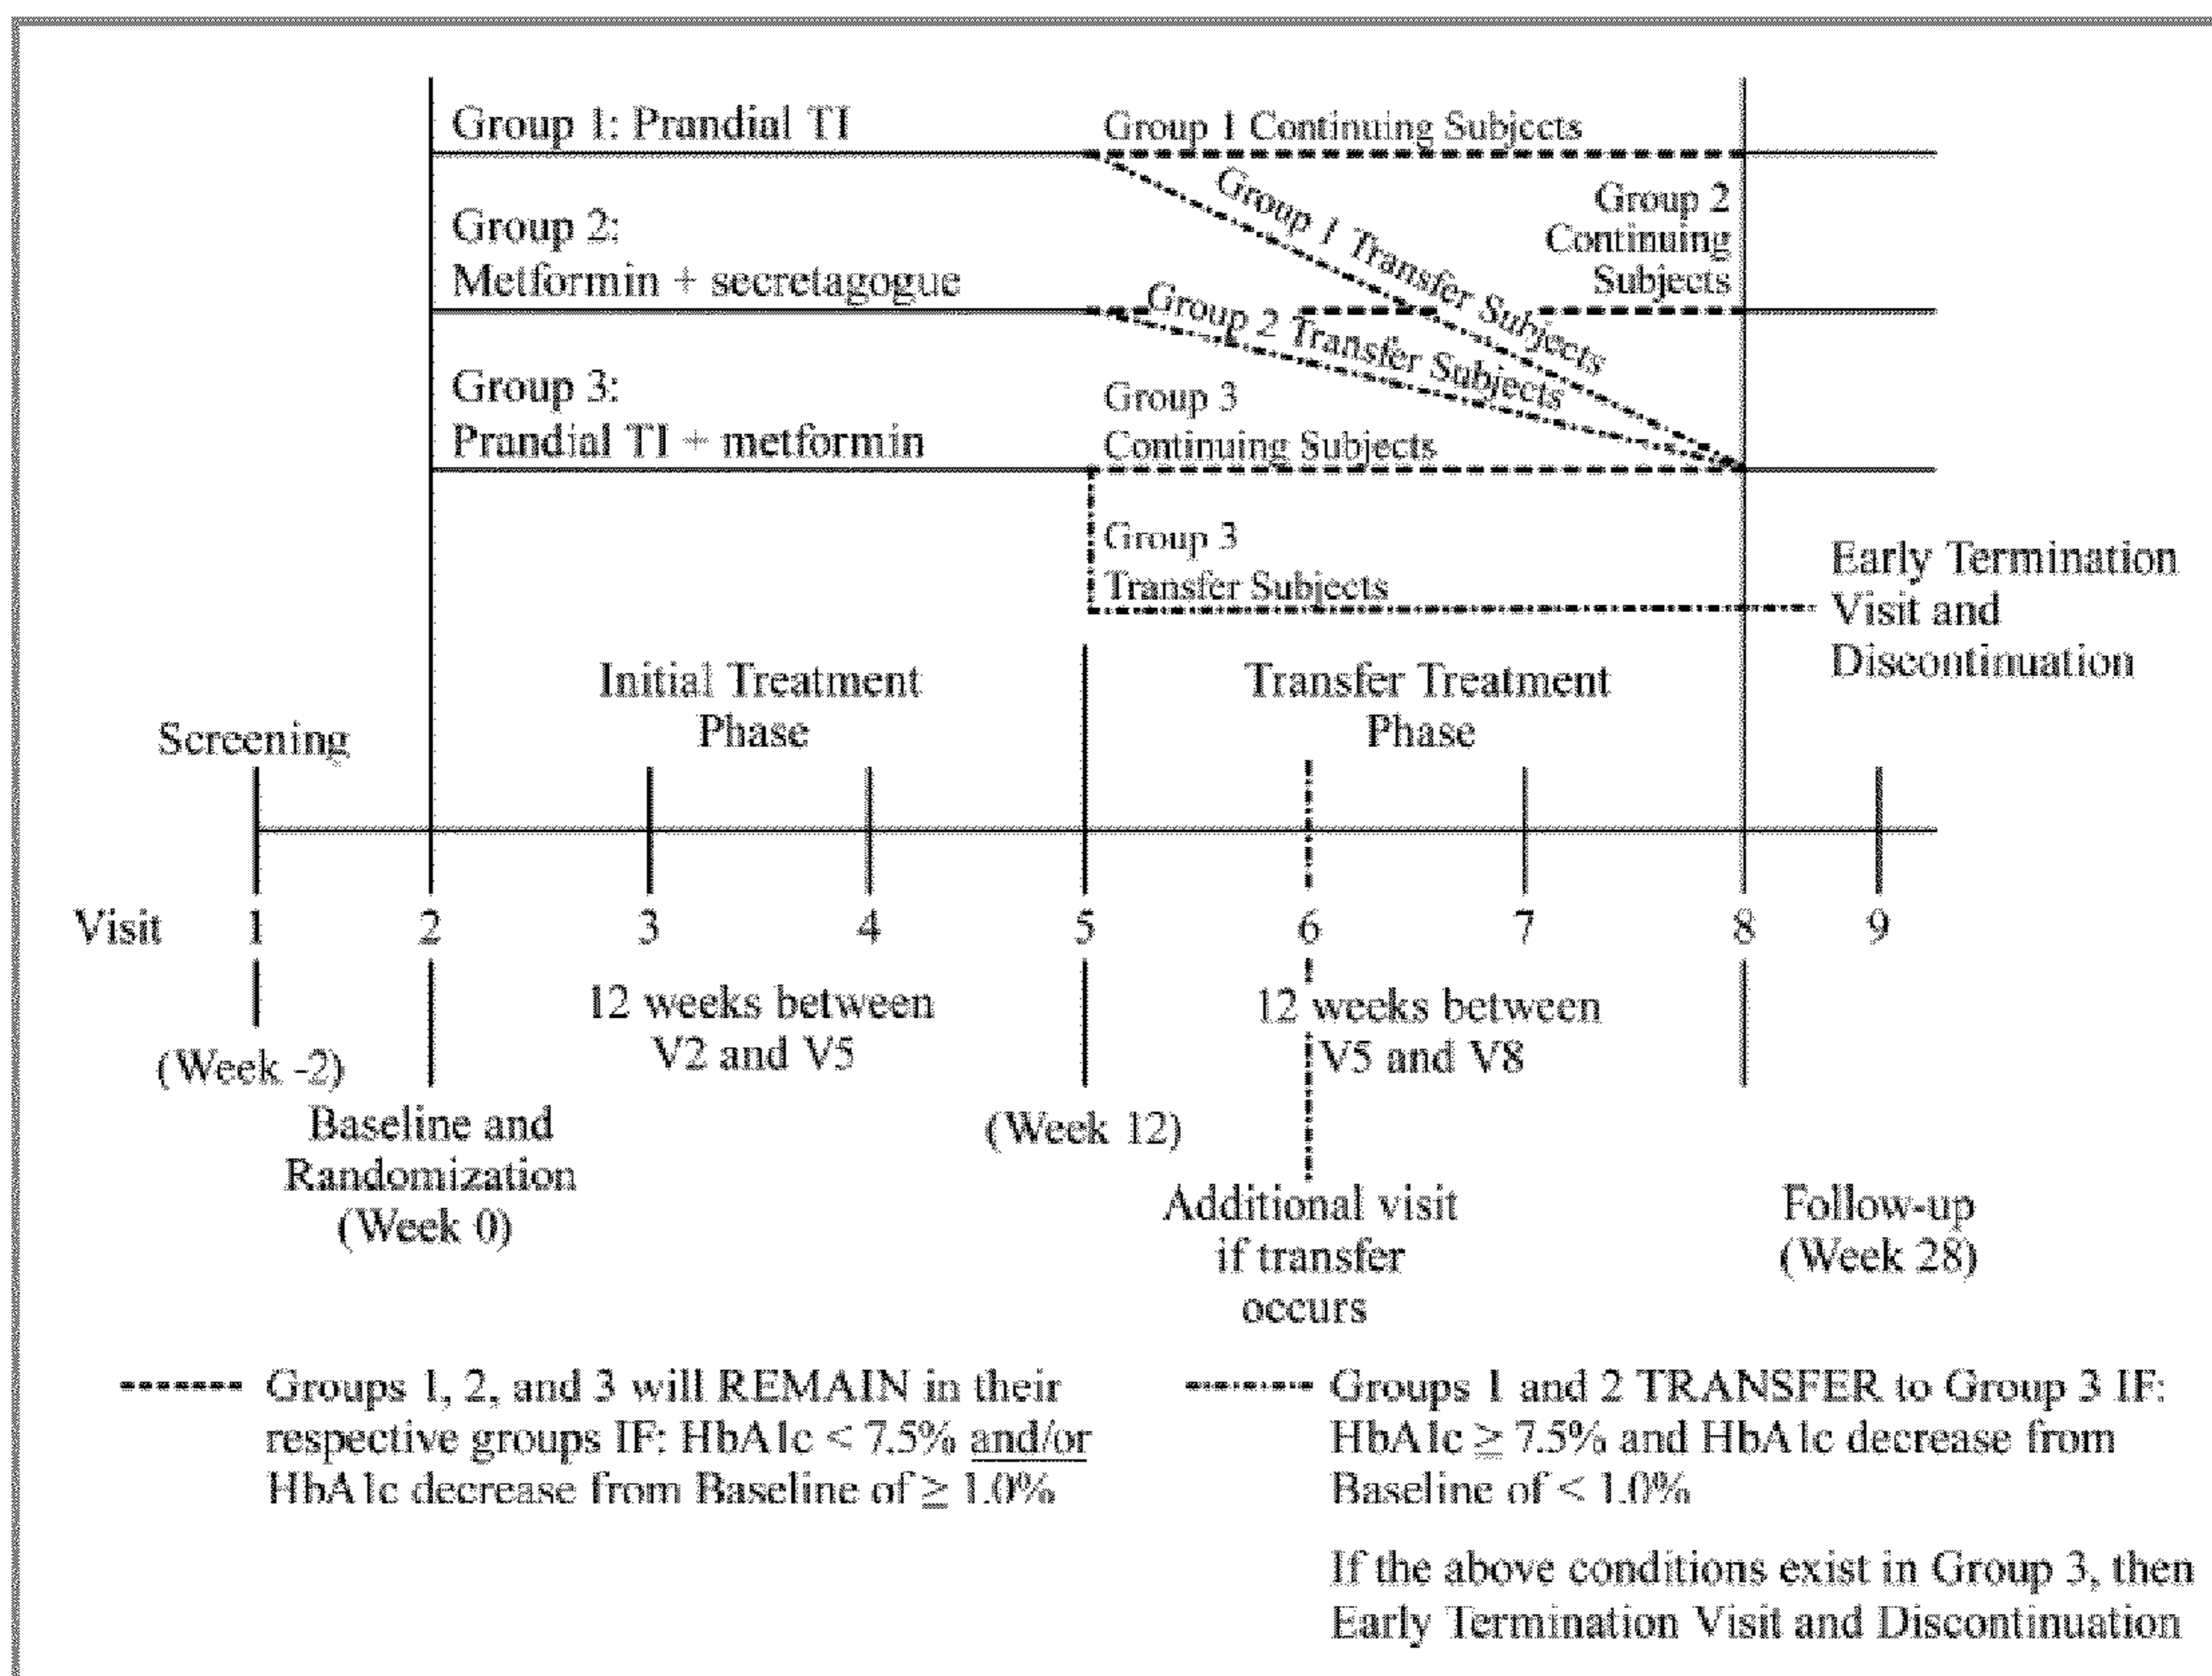 Group 1: Prandial TI
Group 1 Continuing Subjects
Group 1 Transfer Subjects
Group 2
Continuing
Subjects
Group 2:
Metformin + secretagogue
Group 2 Transfer Subjects
Group 3:
Prandial TI + metformin
Group 3
Continuing Subjects
Group 3
Transfer Subjects
Early Termination
Visit and
Discontinuation
Screening
Initial Treatment
Phase
Transfer Treatment
Phase
Visit 1 2 3 4 5 6 7 8 9
(Week -2)
Baseline and
Randomization
(Week 0)
12 weeks between
V2 and V5
(Week 12)
12 weeks between
V5 and V8
Additional visit
if transfer
occurs
Follow-up
(Week 28)
Groups 1, 2, and 3 will REMAIN in their
respective groups IF: HbA1c < 7.5% and/or
HbA1c decrease from Baseline of ≥ 1.0%
Groups 1 and 2 TRANSFER to Group 3 IF:
HbA1c ≥ 7.5% and HbA1c decrease from
Baseline of < 1.0%
If the above conditions exist in Group 3, then
Early Termination Visit and Discontinuation